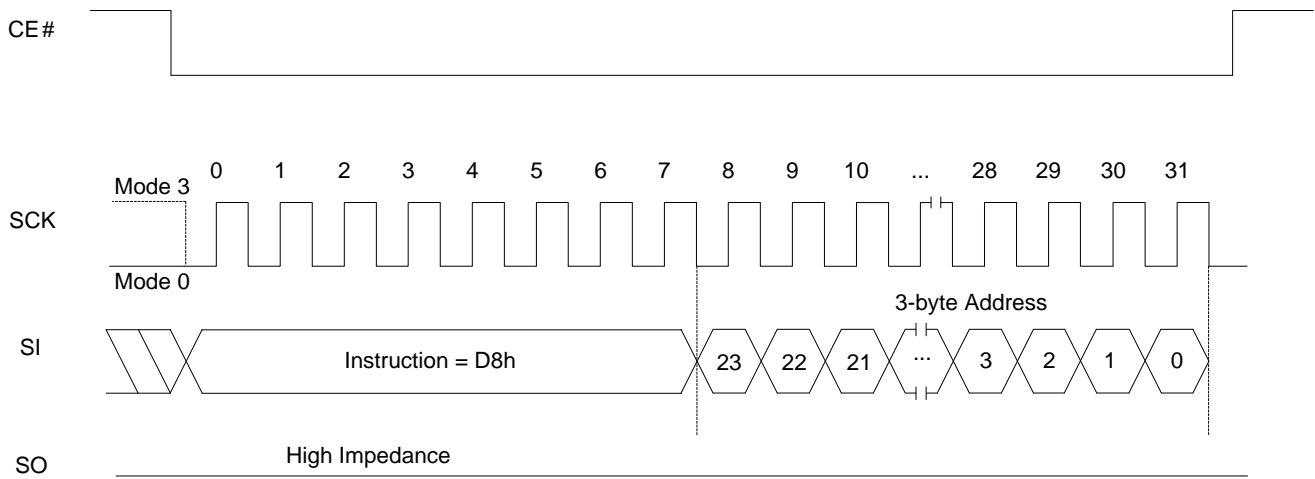 CE#
0 1 2 3 4 5 6 7 8 9 10 ... 28 29 30 31
Mode 3
SCK
Mode 0
3-byte Address
SI
Instruction = D8h 23 22 21 ... 3 2 1 0
High Impedance
SO